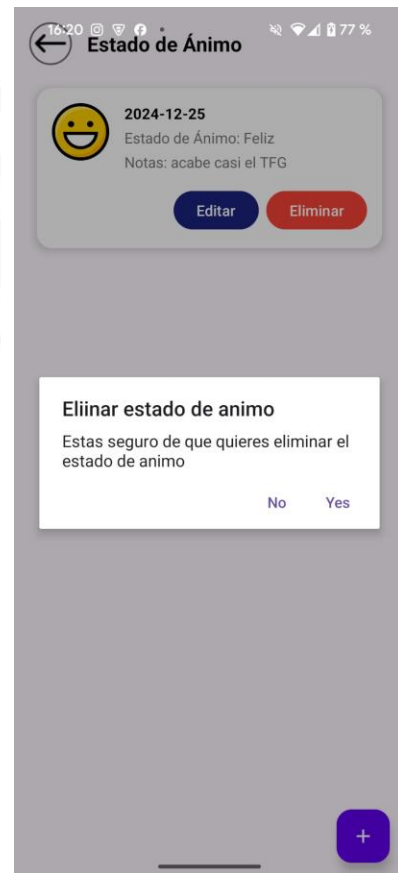 16:20 77 %
Estado de Ánimo
2024-12-25
Estado de Ánimo: Feliz
Notas: acabe casi el TFG
Editar Eliminar
Eliinar estado de animo
Estas seguro de que quieres eliminar el
estado de animo
No Yes
+